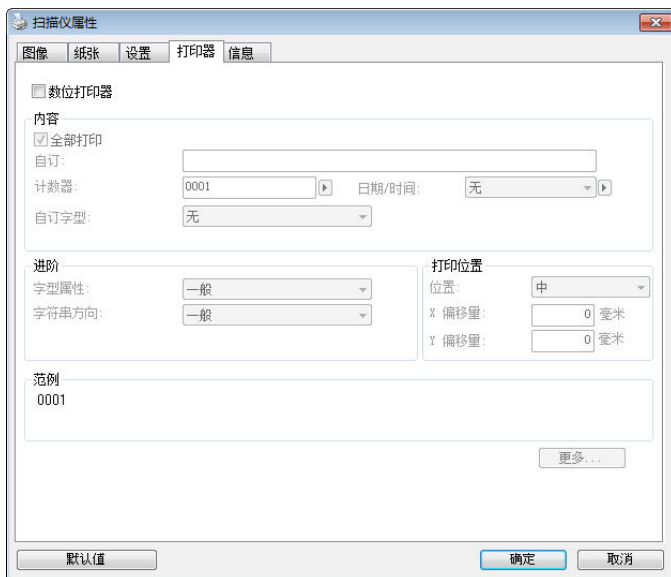 扫描仪属性
图像 纸张 设置 打印器 信息
数位打印器
内容
全部打印
自订:
计数器: 0001 日期/时间: 无
自订字型: 无
进阶
字型属性: 一般
字符串方向: 一般
打印位置
位置: 中
X 偏移量: 0 毫米
Y 偏移量: 0 毫米
范例
0001
更多...
默认值 确定 取消